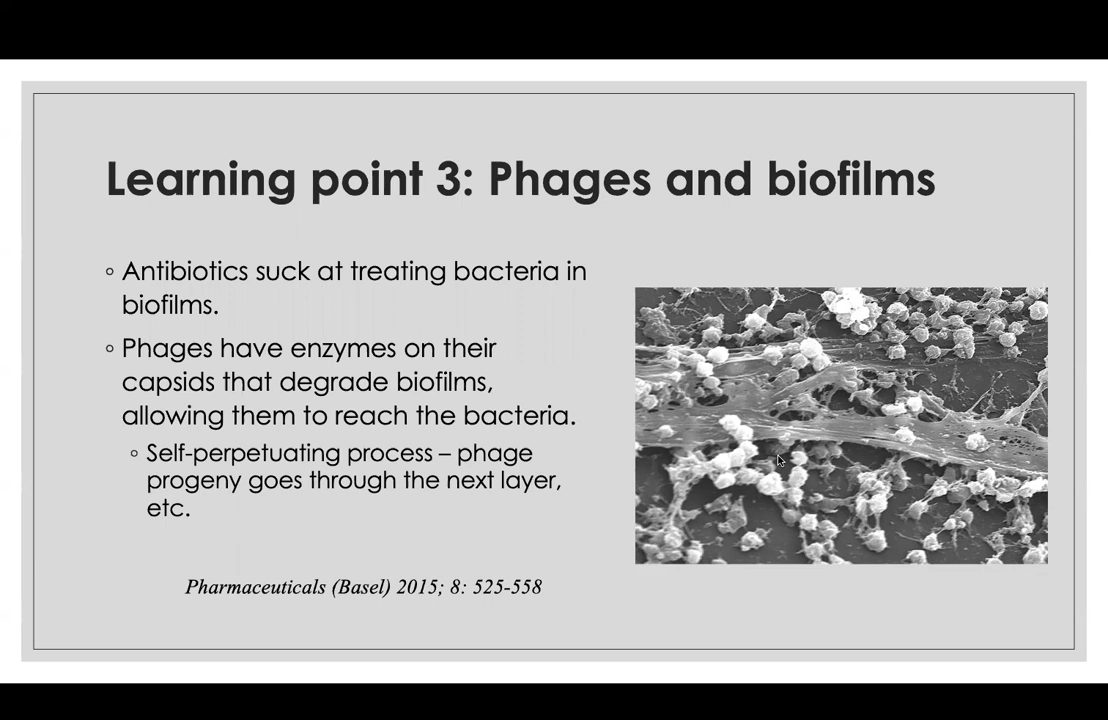 Learning point 3: Phages and biofilms
◦ Antibiotics suck at treating bacteria in
biofilms.
◦ Phages have enzymes on their
capsids that degrade biofilms,
allowing them to reach the bacteria.
◦ Self-perpetuating process – phage
progeny goes through the next layer,
etc.
Pharmaceuticals (Basel) 2015; 8: 525-558